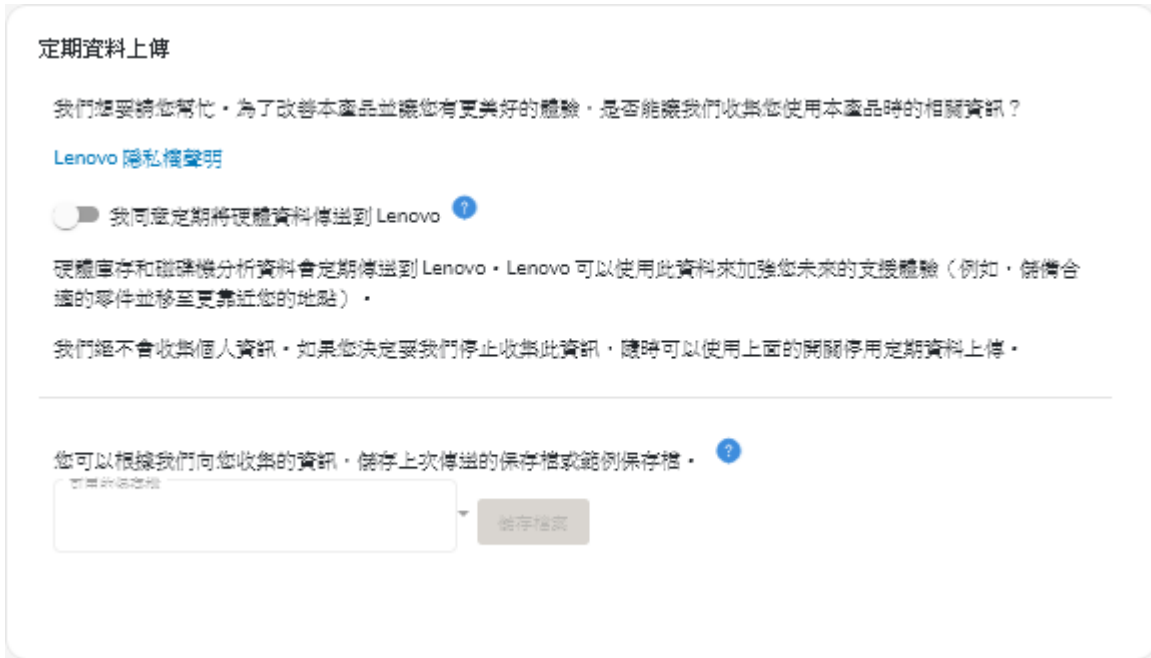 定期資料上傳
我們想要請您幫忙。為了改善本產品並讓您有更美好的體驗，是否能讓我們收集您使用本產品時的相關資訊？
Lenovo 隱私權聲明
我同意定期將硬體資料傳送到 Lenovo
?
硬體庫存和磁碟機分析資料會定期傳送到 Lenovo。Lenovo 可以使用此資料來加強您未來的支援體驗（例如，儲備合
適的零件並移至更靠近您的地點）。
我們絕不會收集個人資訊。如果您決定要我們停止收集此資訊，隨時可以使用上面的開關停用定期資料上傳。
您可以根據我們向您收集的資訊，儲存上次傳送的保存檔或範例保存檔。
?
可用的保存檔
儲存檔案